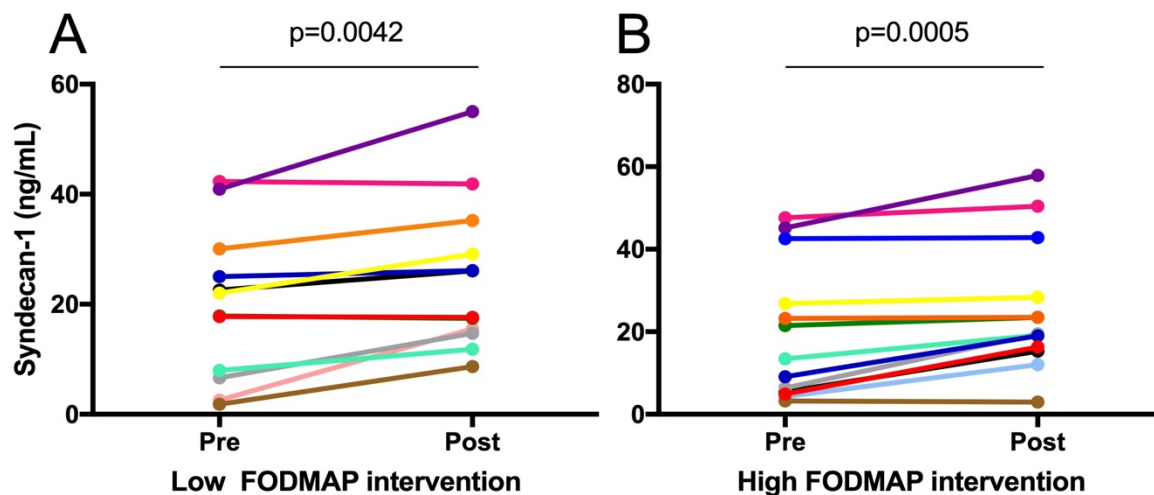 A
p=0.0042
Syndecan-1 (ng/mL)
60
40
20
0
Pre
Post
Low FODMAP intervention
B
p=0.0005
80
60
40
20
0
Pre
Post
High FODMAP intervention